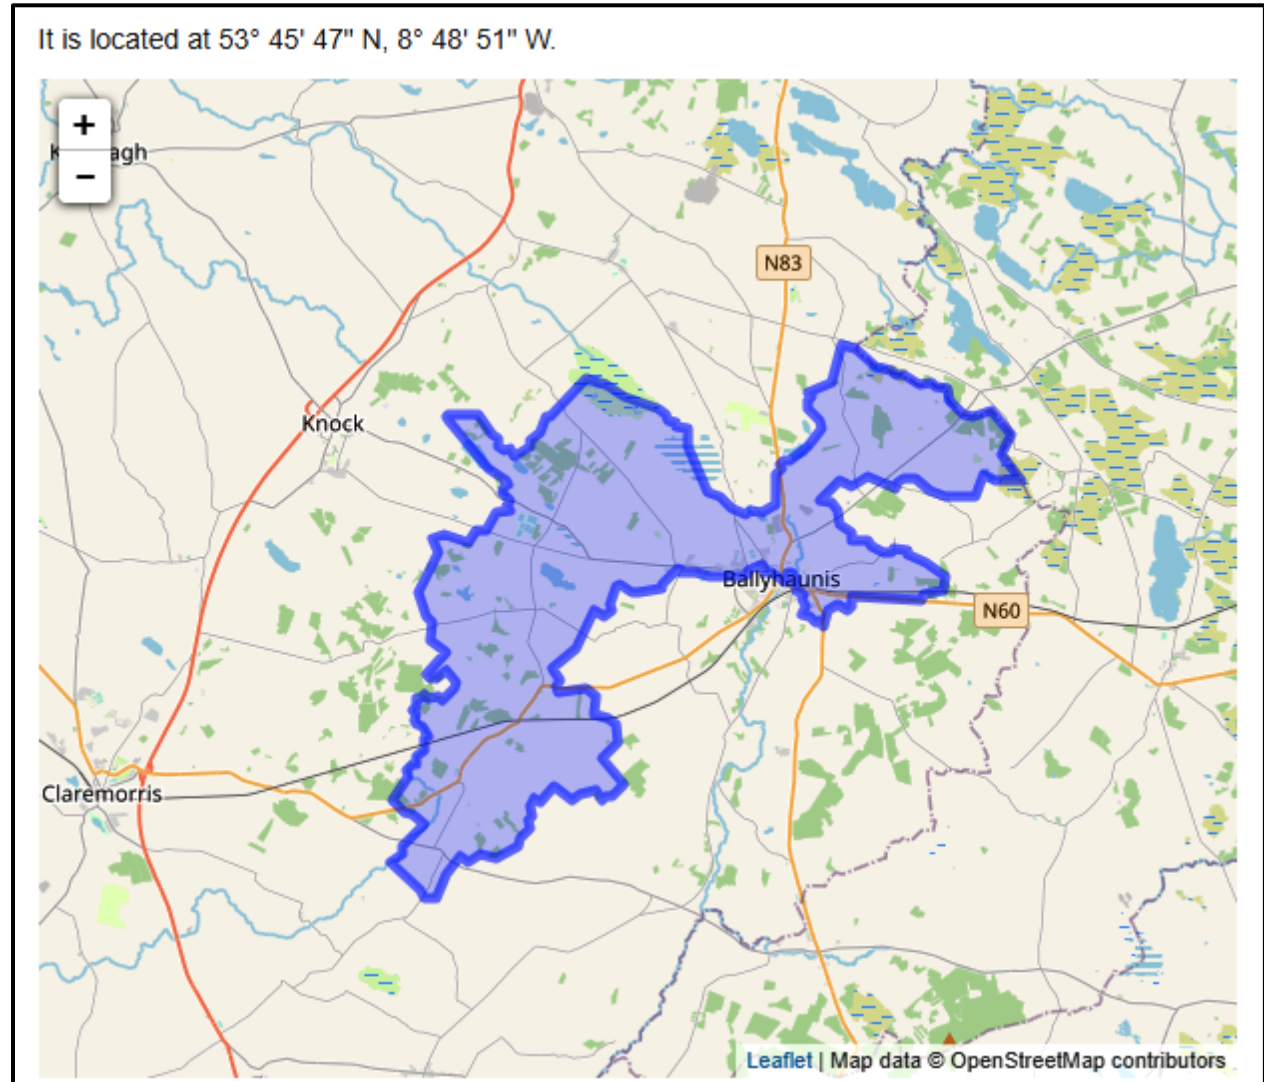 It is located at 53° 45' 47" N, 8° 48' 51" W.
+
−
N83
Knock
Ballyhaunis
N60
Claremorris
Leaflet | Map data © OpenStreetMap contributors